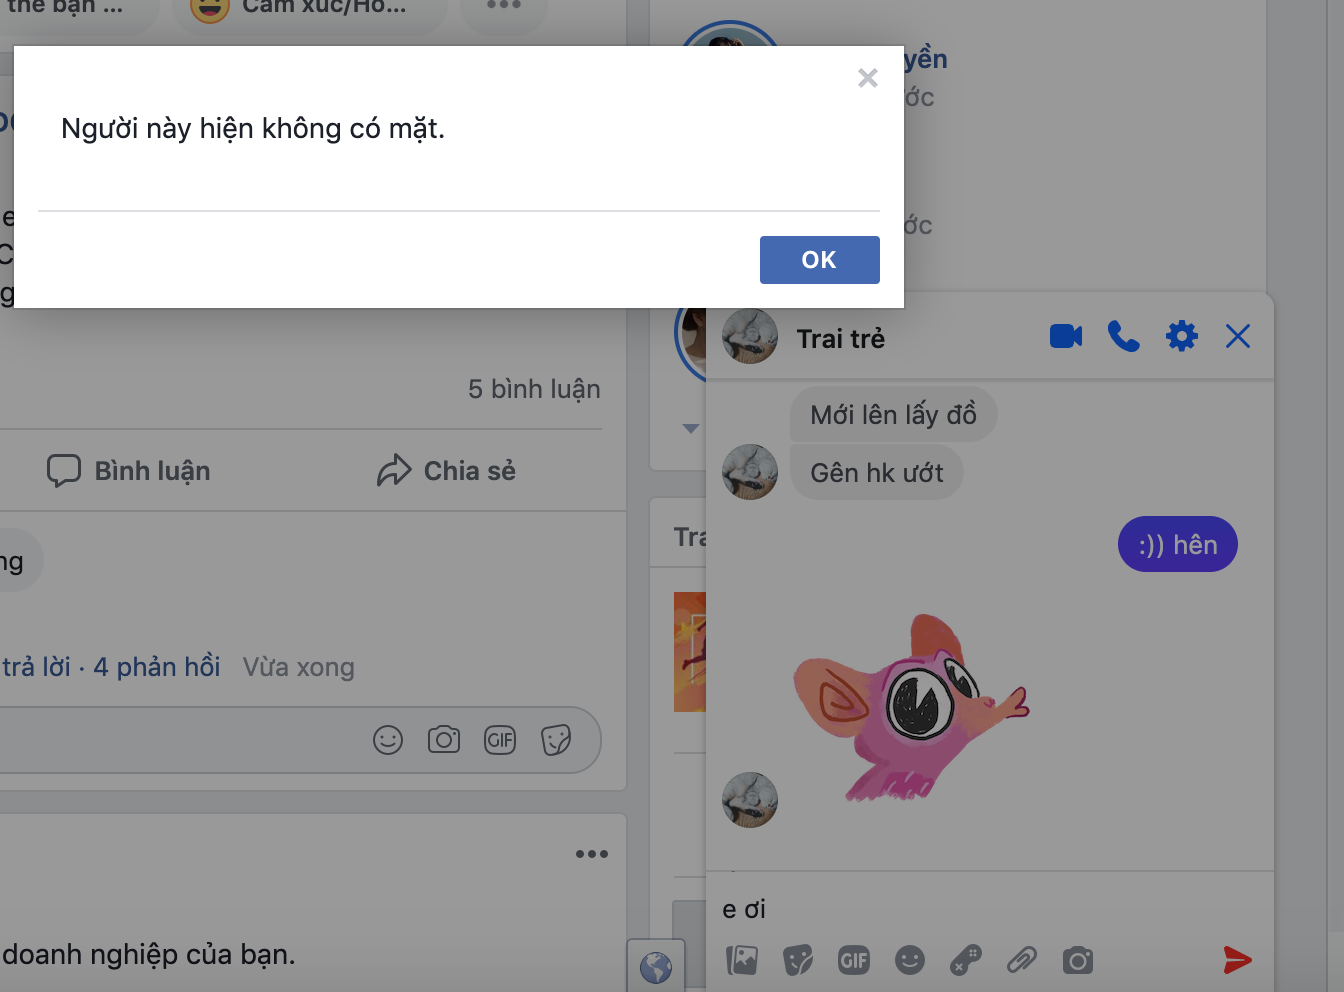 thẻ bạn ...
Cảm xúc/Ho...
Người này hiện không có mặt.
OK
yền
ớc
ớc
5 bình luận
Bình luận
Chia sẻ
ng
trả lời · 4 phản hồi
Vừa xong
GIF
doanh nghiệp của bạn.
Tra
Trai trẻ
Mới lên lấy đồ
Gên hk ướt
:)) hên
e ơi
GIF